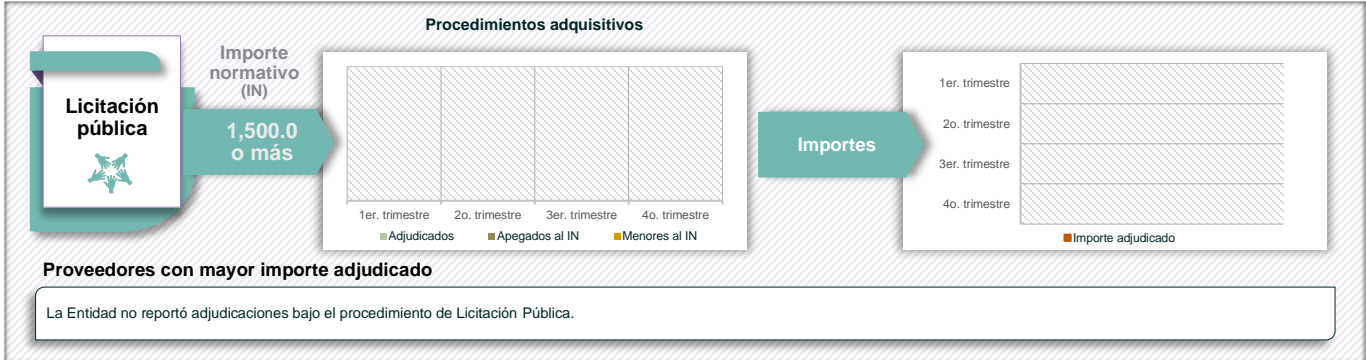 Procedimientos adquisitivos
Licitación
pública
Importe
normativo
(IN)
1,500.0
o más
1er. trimestre
2o. trimestre
3er. trimestre
4o. trimestre
Adjudicados
Apegados al IN
Menores al IN
Importes
1er. trimestre
2o. trimestre
3er. trimestre
4o. trimestre
Importe adjudicado
Proveedores con mayor importe adjudicado
La Entidad no reportó adjudicaciones bajo el procedimiento de Licitación Pública.